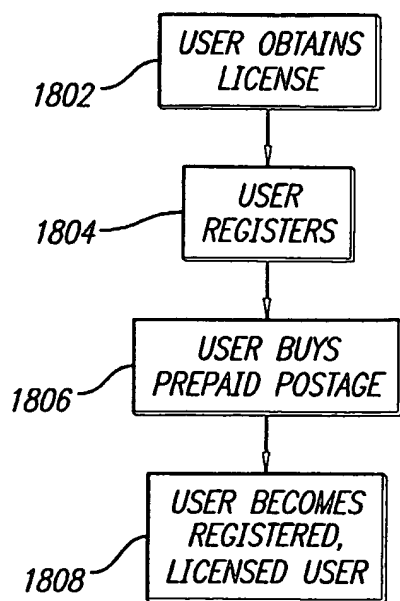 USER OBTAINS
LICENSE
1802
USER
REGISTERS
1804
USER BUYS
PREPAID POSTAGE
1806
USER BECOMES
REGISTERED,
LICENSED USER
1808